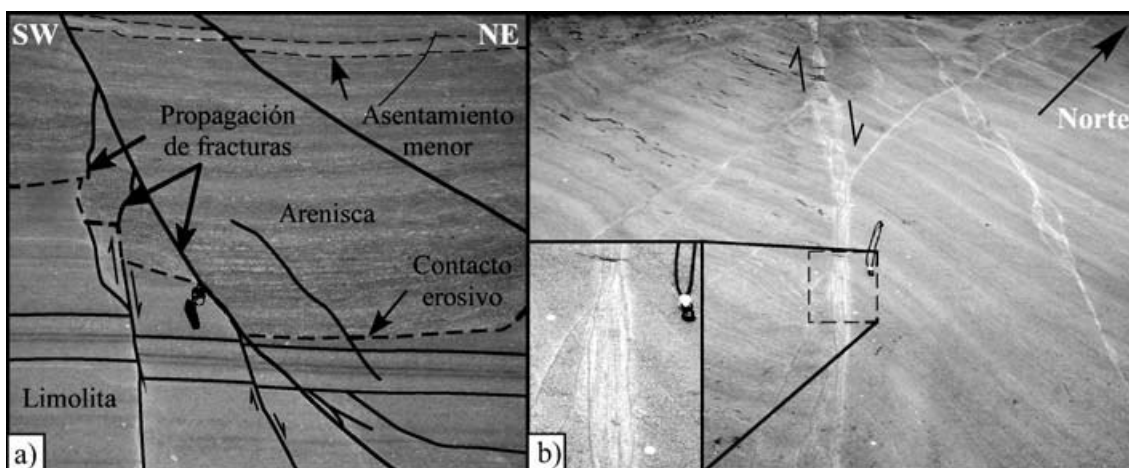 SW
NE
Propagación
de fracturas
Asentamiento
menor
Arenisca
Contacto
erosivo
Limolita
a)
Norte
b)